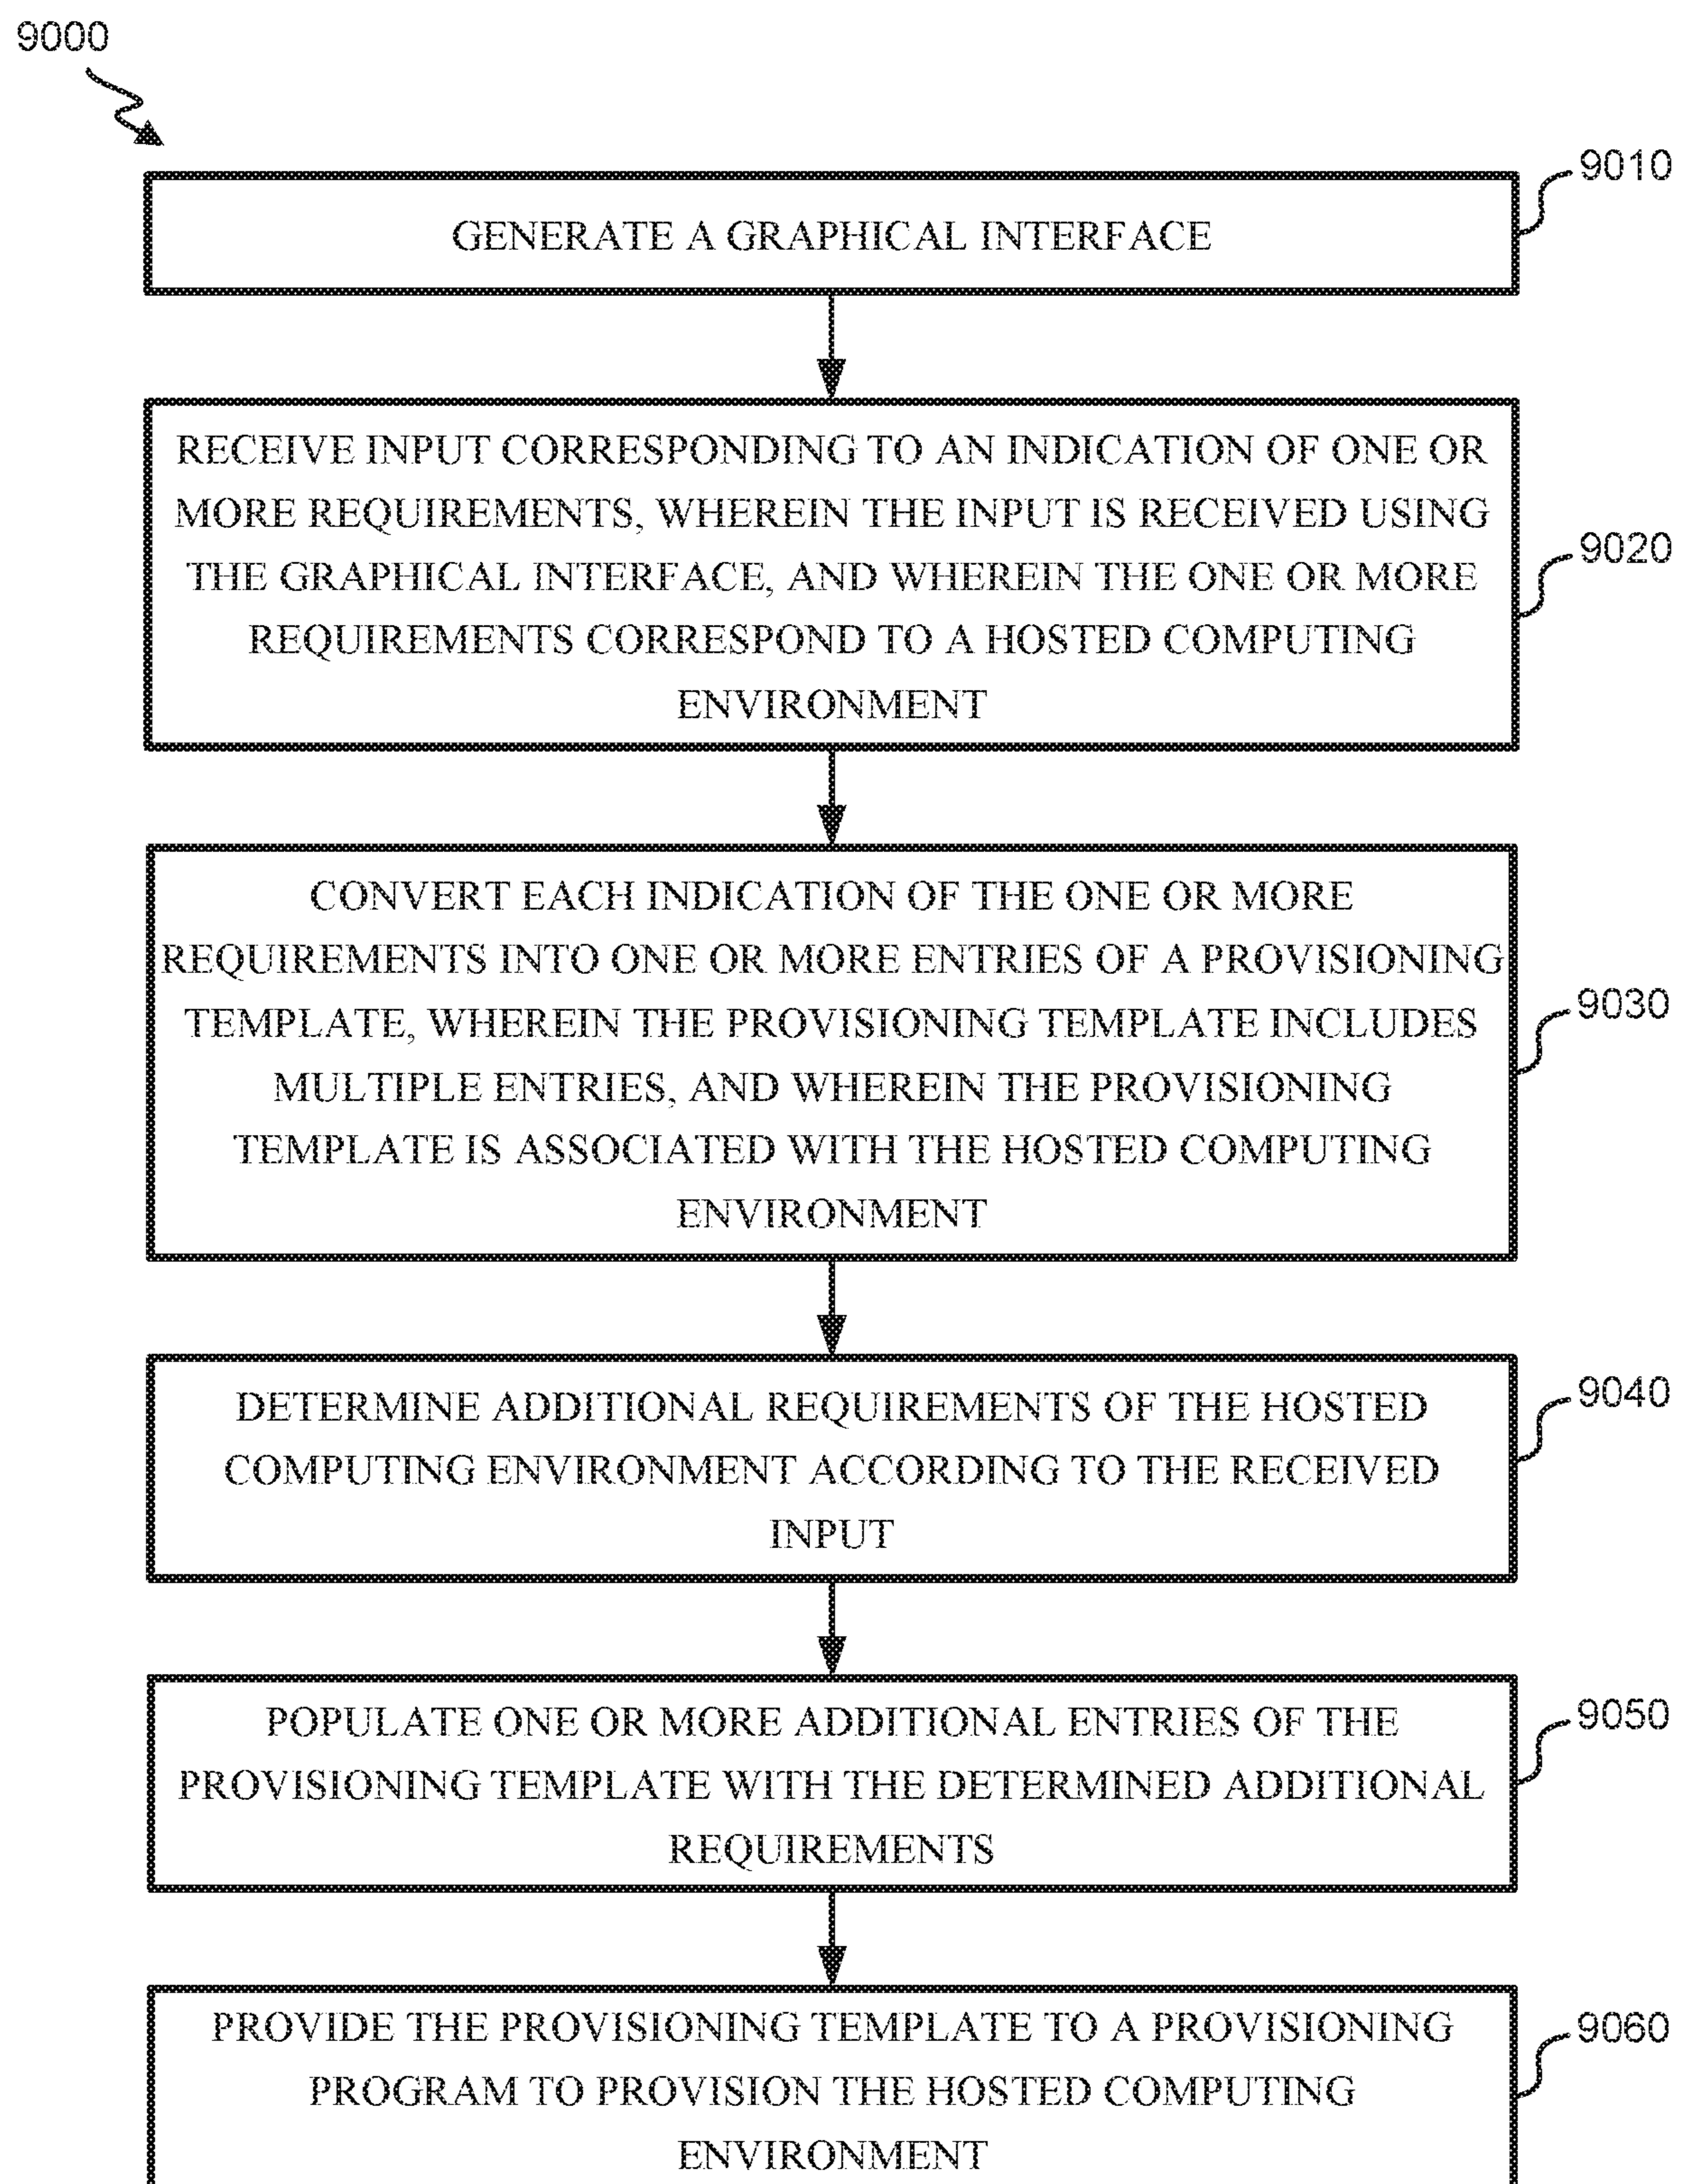 9000
9010
GENERATE A GRAPHICAL INTERFACE
RECEIVE INPUT CORRESPONDING TO AN INDICATION OF ONE OR
MORE REQUIREMENTS, WHEREIN THE INPUT IS RECEIVED USING
THE GRAPHICAL INTERFACE, AND WHEREIN THE ONE OR MORE
REQUIREMENTS CORRESPOND TO A HOSTED COMPUTING
ENVIRONMENT
9020
CONVERT EACH INDICATION OF THE ONE OR MORE
REQUIREMENTS INTO ONE OR MORE ENTRIES OF A PROVISIONING
TEMPLATE, WHEREIN THE PROVISIONING TEMPLATE INCLUDES
MULTIPLE ENTRIES, AND WHEREIN THE PROVISIONING
TEMPLATE IS ASSOCIATED WITH THE HOSTED COMPUTING
ENVIRONMENT
9030
DETERMINE ADDITIONAL REQUIREMENTS OF THE HOSTED
COMPUTING ENVIRONMENT ACCORDING TO THE RECEIVED
INPUT
9040
POPULATE ONE OR MORE ADDITIONAL ENTRIES OF THE
PROVISIONING TEMPLATE WITH THE DETERMINED ADDITIONAL
REQUIREMENTS
9050
PROVIDE THE PROVISIONING TEMPLATE TO A PROVISIONING
PROGRAM TO PROVISION THE HOSTED COMPUTING
ENVIRONMENT
9060